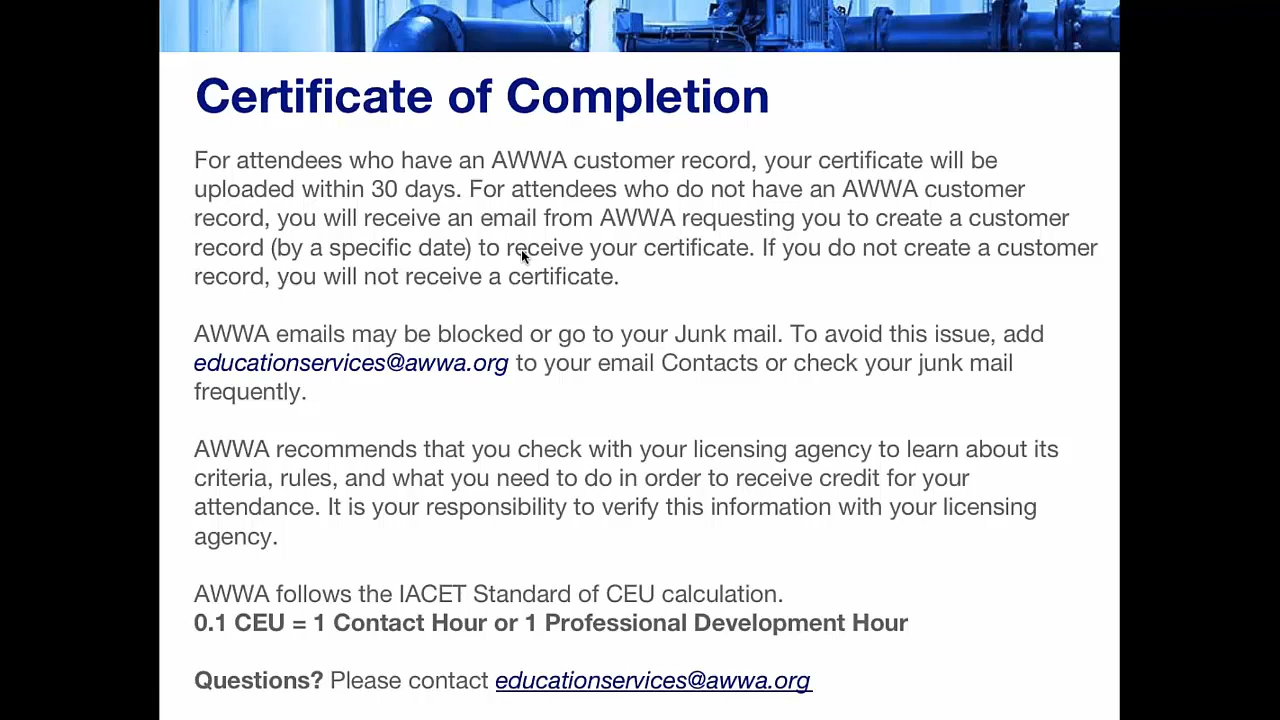 Certificate of Completion
For attendees who have an AWWA customer record, your certificate will be
uploaded within 30 days. For attendees who do not have an AWWA customer
record, you will receive an email from AWWA requesting you to create a customer
record (by a specific date) to receive your certificate. If you do not create a customer
record, you will not receive a certificate.
AWWA emails may be blocked or go to your Junk mail. To avoid this issue, add
educationservices@awwa.org to your email Contacts or check your junk mail
frequently.
AWWA recommends that you check with your licensing agency to learn about its
criteria, rules, and what you need to do in order to receive credit for your
attendance. It is your responsibility to verify this information with your licensing
agency.
AWWA follows the IACET Standard of CEU calculation.
0.1 CEU = 1 Contact Hour or 1 Professional Development Hour
Questions? Please contact educationservices@awwa.org